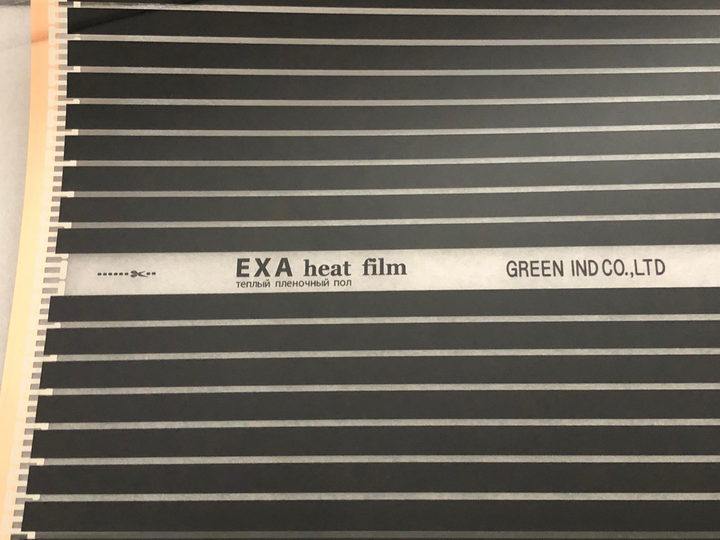 EXA heat film
теплый пленочный пол
GREEN IND CO.,LTD